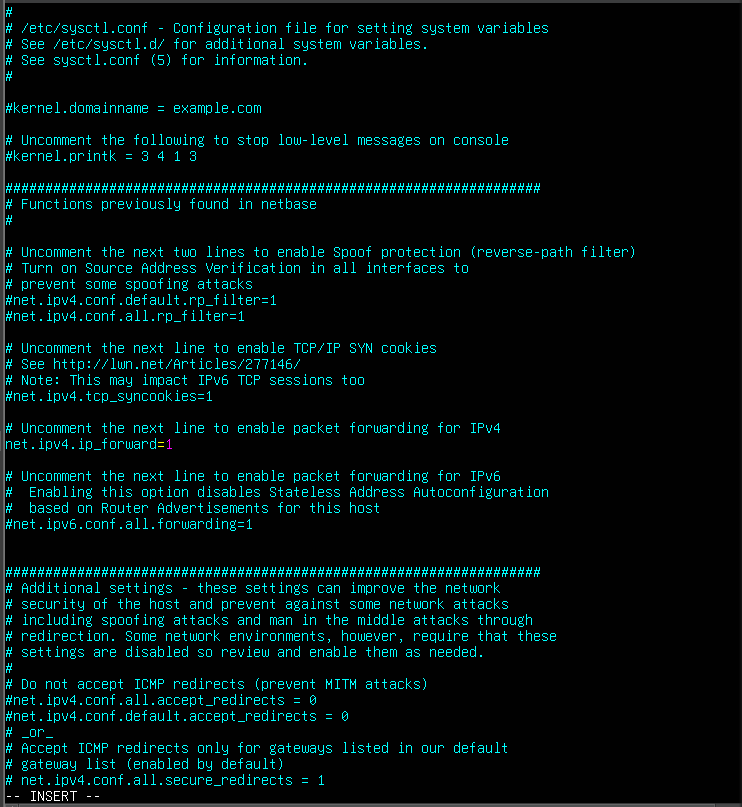 #
# /etc/sysctl.conf - Configuration file for setting system variables
# See /etc/sysctl.d/ for additional system variables.
# See sysctl.conf (5) for information.
#
#kernel.domainname = example.com
# Uncomment the following to stop low-level messages on console
#kernel.printk = 3 4 1 3
###################################################################
# Functions previously found in netbase
#
# Uncomment the next two lines to enable Spoof protection (reverse-path filter)
# Turn on Source Address Verification in all interfaces to
# prevent some spoofing attacks
#net.ipv4.conf.default.rp_filter=1
#net.ipv4.conf.all.rp_filter=1
# Uncomment the next line to enable TCP/IP SYN cookies
# See http://lwn.net/Articles/277146/
# Note: This may impact IPv6 TCP sessions too
#net.ipv4.tcp_syncookies=1
# Uncomment the next line to enable packet forwarding for IPv4
net.ipv4.ip_forward=1
# Uncomment the next line to enable packet forwarding for IPv6
#  Enabling this option disables Stateless Address Autoconfiguration
#  based on Router Advertisements for this host
#net.ipv6.conf.all.forwarding=1
###################################################################
# Additional settings - these settings can improve the network
# security of the host and prevent against some network attacks
# including spoofing attacks and man in the middle attacks through
# redirection. Some network environments, however, require that these
# settings are disabled so review and enable them as needed.
#
# Do not accept ICMP redirects (prevent MITM attacks)
#net.ipv4.conf.all.accept_redirects = 0
#net.ipv4.conf.default.accept_redirects = 0
# _or_
# Accept ICMP redirects only for gateways listed in our default
# gateway list (enabled by default)
# net.ipv4.conf.all.secure_redirects = 1
-- INSERT --